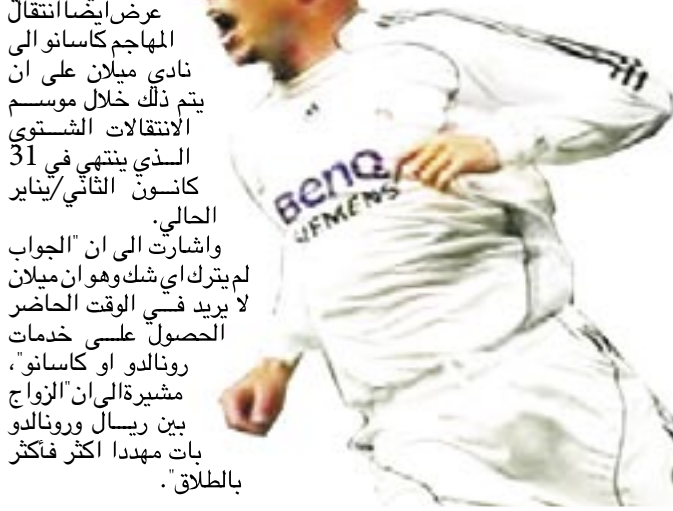 عرض ايضا انتقال
المهاجم كاسانو الى
نادي ميلان على ان
يتم ذلك خلال موسم
الانتقالات الشتوي
الذي ينتهي في 31
كانون الثاني/يناير
الحالي.
واشارت الى ان "الجواب
لم يترك اي شك وهو ان ميلان
لا يريد في الوقت الحاضر
الحصول على خدمات
رونالدو او كاسانو"،
مشيرة الى ان "الزواج
بين ريال ورونالدو
بات مهددا اكثر فأكثر
بالطلاق".
BenQ
SIEMENS